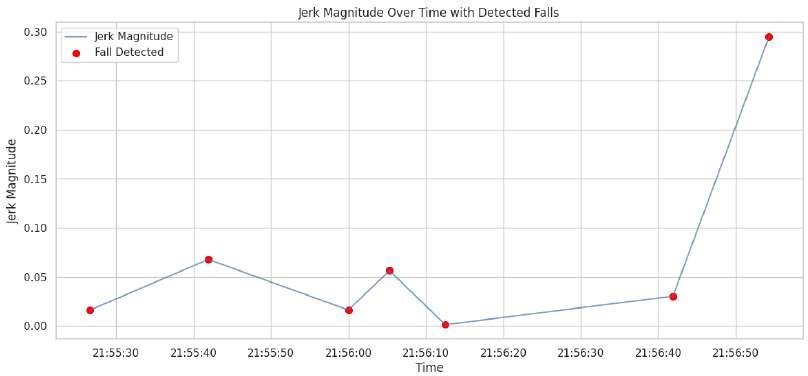 Jerk Magnitude Over Time with Detected Falls
Jerk Magnitude
Fall Detected
0.30
0.25
0.20
0.15
0.10
0.05
0.00
Jerk Magnitude
21:55:30 21:55:40 21:55:50 21:56:00 21:56:10 21:56:20 21:56:30 21:56:40 21:56:50
Time